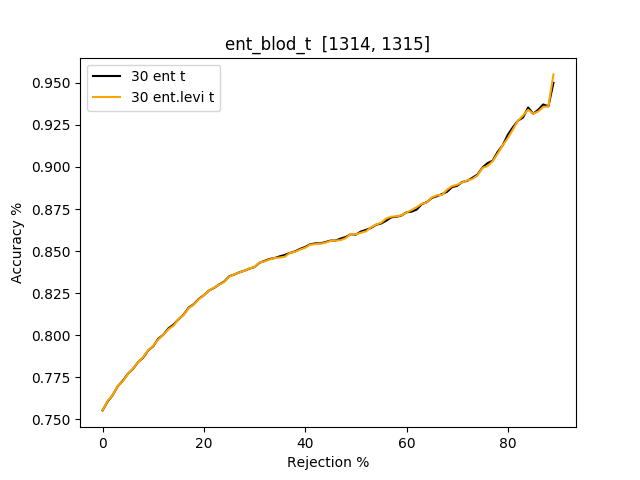 ent_blod_t  [1314, 1315]
30 ent t
30 ent.levi t
0.950
0.925
0.900
0.875
0.850
0.825
0.800
0.775
0.750
Accuracy %
0 20 40 60 80
Rejection %